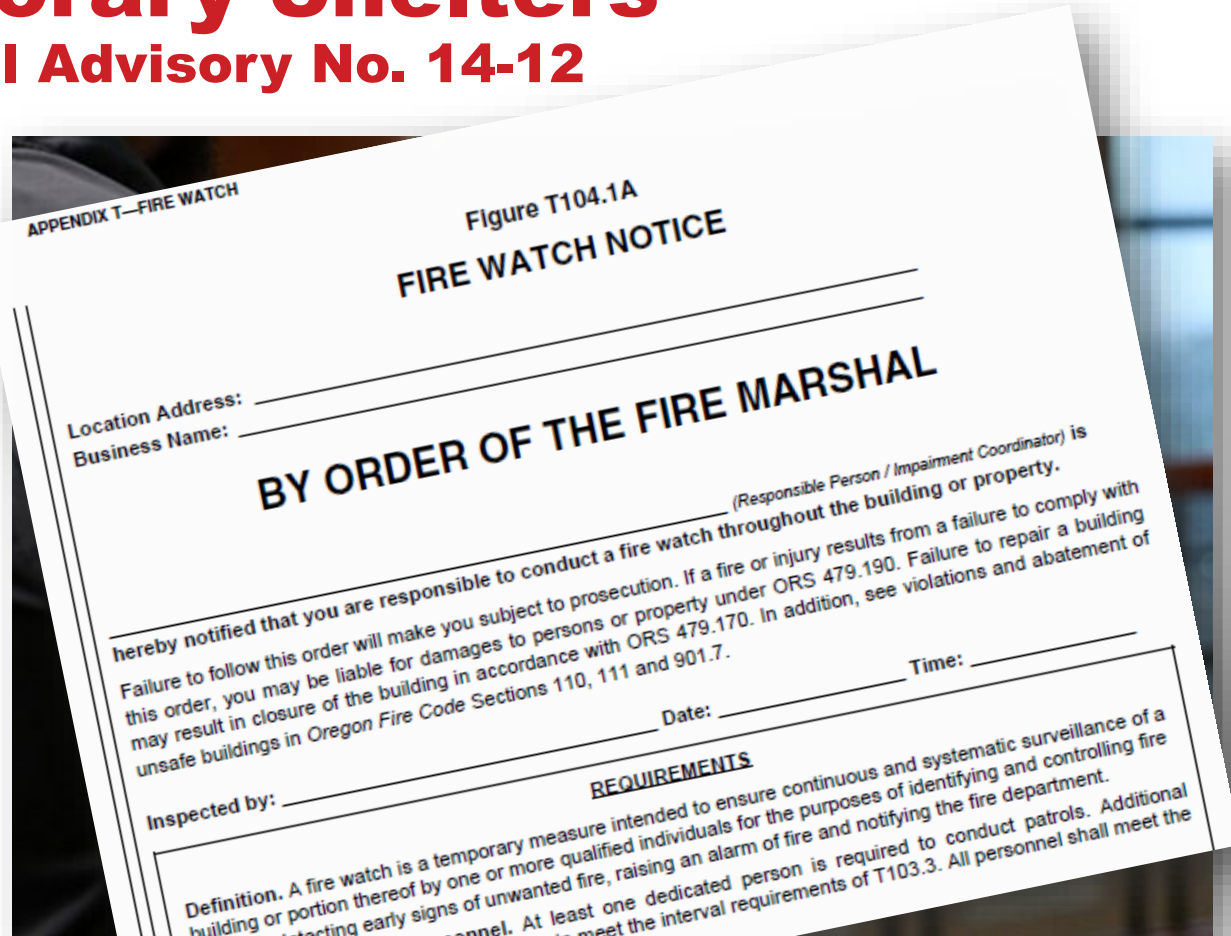 orary Shelters
l Advisory No. 14-12
APPENDIX T—FIRE WATCH
Figure T104.1A
FIRE WATCH NOTICE
Location Address:
Business Name:
BY ORDER OF THE FIRE MARSHAL
(Responsible Person / Impairment Coordinator) is
hereby notified that you are responsible to conduct a fire watch throughout the building or property.
Failure to follow this order will make you subject to prosecution. If a fire or injury results from a failure to comply with
this order, you may be liable for damages to persons or property under ORS 479.190. Failure to repair a building
may result in closure of the building in accordance with ORS 479.170. In addition, see violations and abatement of
unsafe buildings in Oregon Fire Code Sections 110, 111 and 901.7.
Inspected by: Date: Time:
REQUIREMENTS
Definition. A fire watch is a temporary measure intended to ensure continuous and systematic surveillance of a
building or portion thereof by one or more qualified individuals for the purposes of identifying and controlling fire
early signs of unwanted fire, raising an alarm of fire and notifying the fire department.
At least one dedicated person is required to conduct patrols. Additional
meet the interval requirements of T103.3. All personnel shall meet the